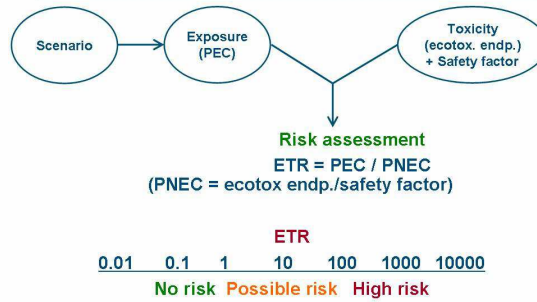 Scenario
Exposure
(PEC)
Toxicity
(ecotox. endp.)
+ Safety factor
Risk assessment
ETR = PEC / PNEC
(PNEC = ecotox endp./safety factor)
ETR
0.01 0.1 1 10 100 1000 10000
No risk Possible risk High risk